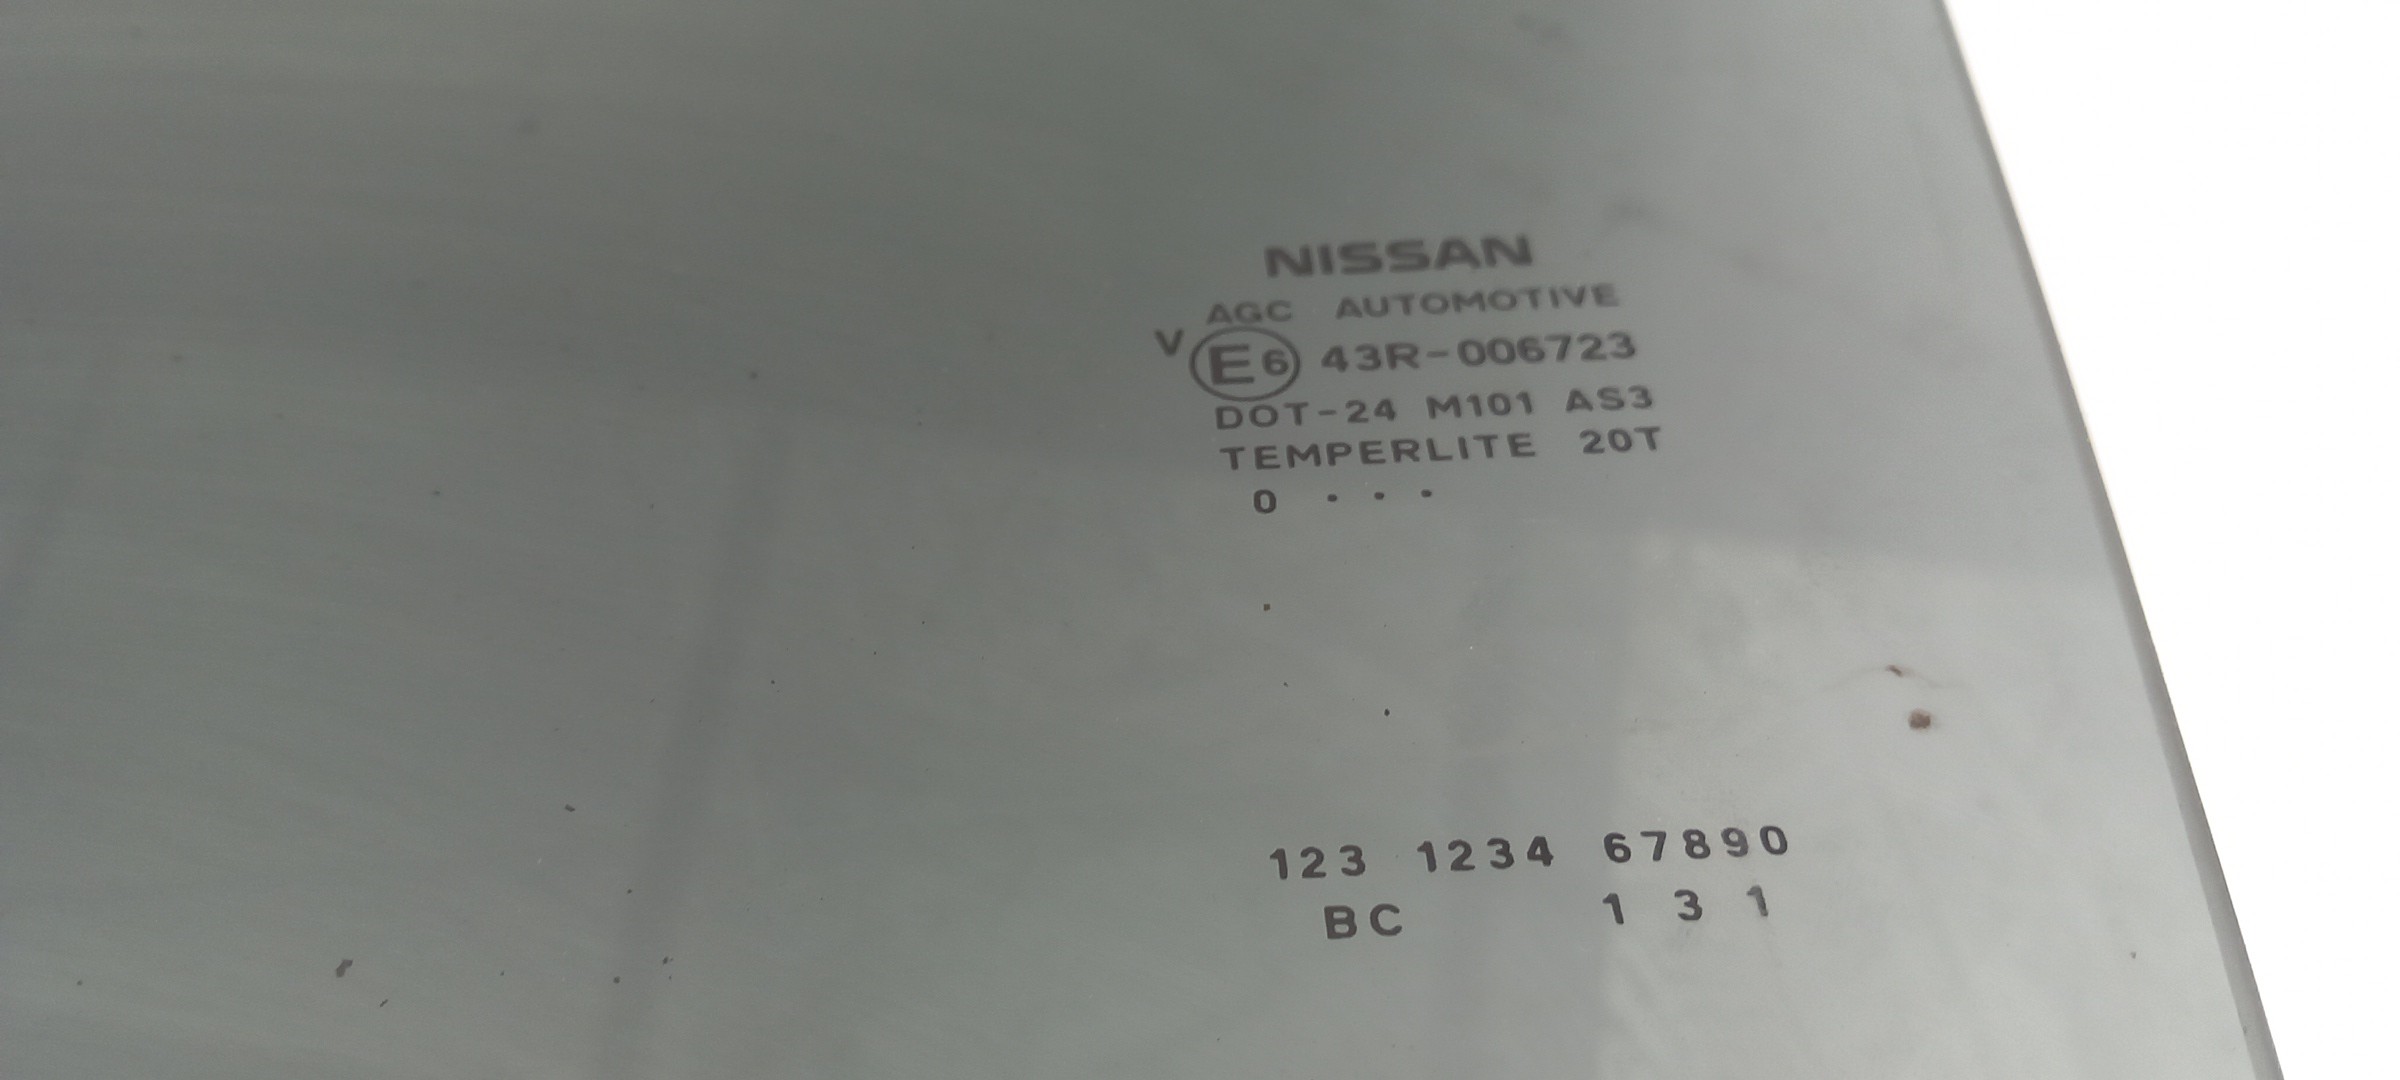 NISSAN
AGC AUTOMOTIVE
V E6 43R-006723
DOT-24 M101 AS3
TEMPERLITE 20T
0 · · ·
123 1234 67890
BC 1 3 1